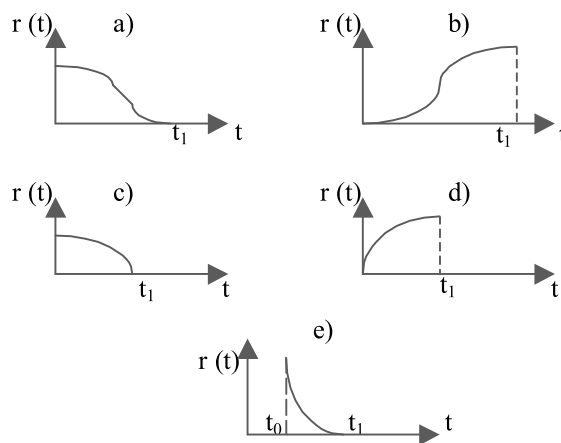 r (t) a)
t₁ t
r (t) b)
t₁
r (t) c)
t₁ t
r (t) d)
t₁ t
r (t) e)
t₀ t₁ t